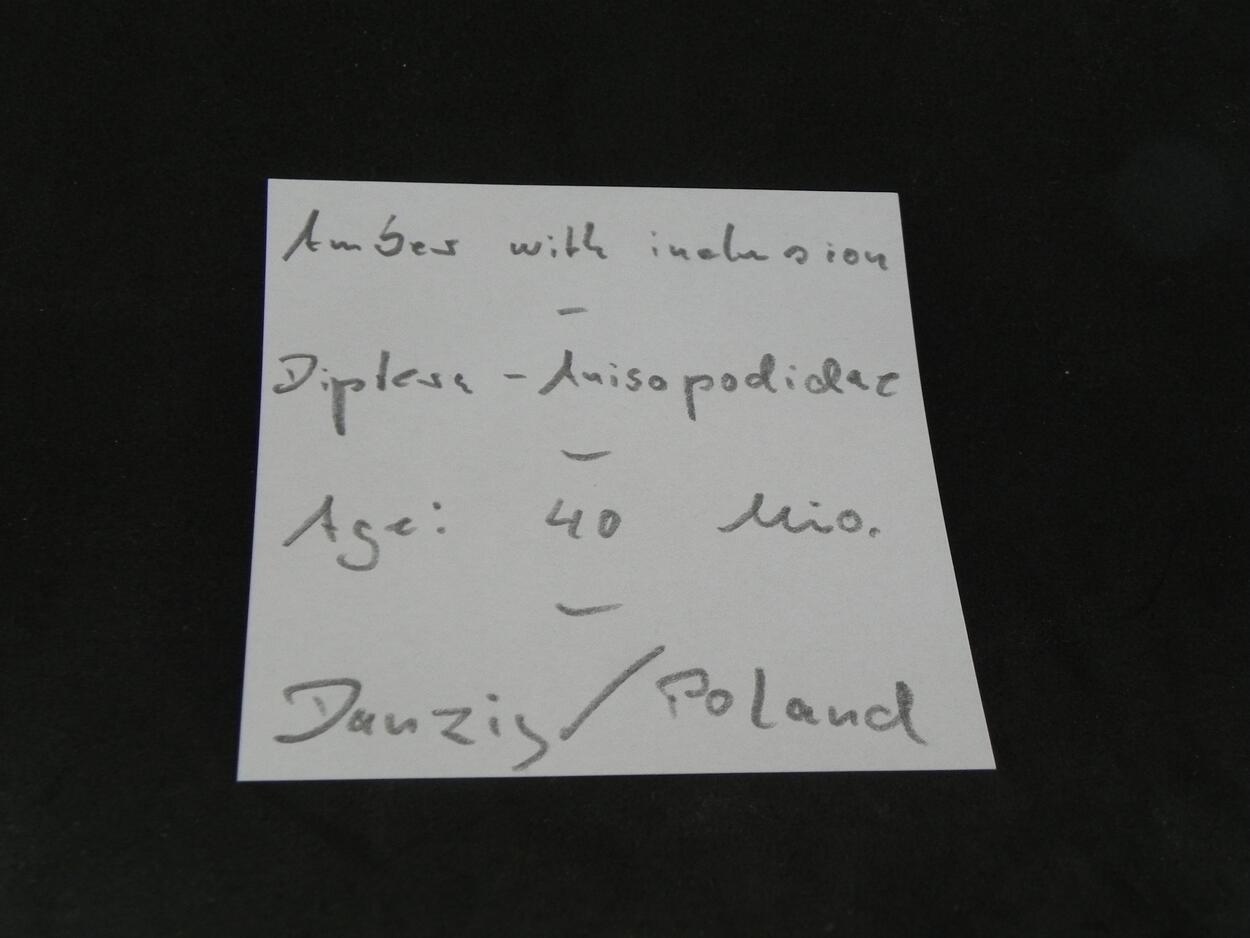 Amber with inclusion
-
Diptera - Anisopodidae
-
Age: 40 Mio.
-
Danzig/Poland